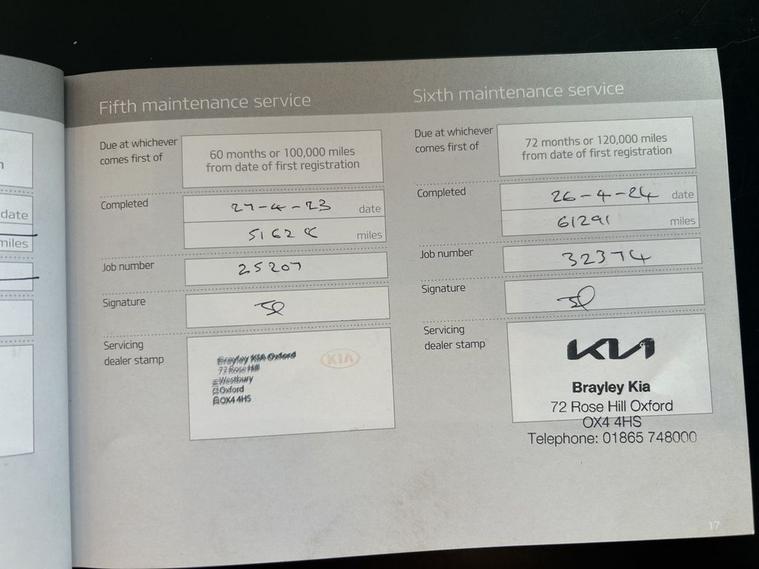 date
miles
Fifth maintenance service
Due at whichever
comes first of
60 months or 100,000 miles
from date of first registration
Completed
27-4-23 date
51628 miles
Job number
25207
Signature
Servicing
dealer stamp
Brayley KIA Oxford
72 Rose Hill
Westbury
Oxford
OX4 4HS
KIA
Sixth maintenance service
Due at whichever
comes first of
72 months or 120,000 miles
from date of first registration
Completed
26-4-24 date
61291 miles
Job number
32374
Signature
Servicing
dealer stamp
KIA
Brayley Kia
72 Rose Hill Oxford
OX4 4HS
Telephone: 01865 748000
17